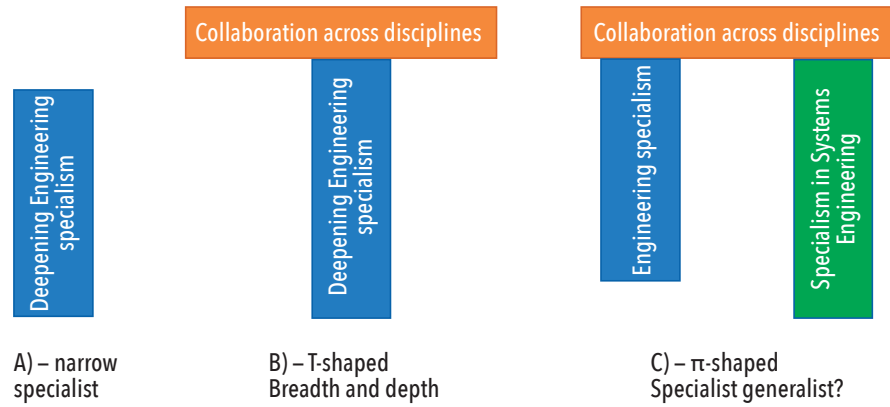 Collaboration across disciplines
Collaboration across disciplines
Deepening Engineering
specialism
Deepening Engineering
specialism
Engineering specialism
Specialism in Systems
Engineering
A) – narrow
specialist
B) – T-shaped
Breadth and depth
C) – π-shaped
Specialist generalist?